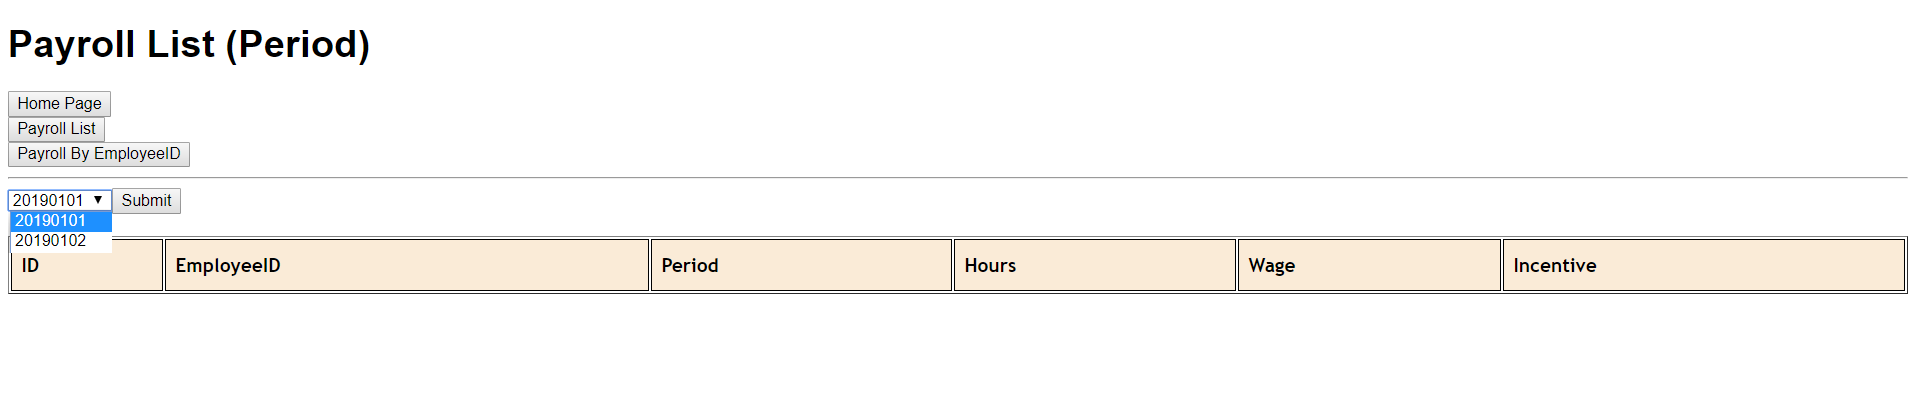 Payroll List (Period)
Home Page
Payroll List
Payroll By EmployeeID
20190101 Submit
20190101
20190102
ID EmployeeID Period Hours Wage Incentive